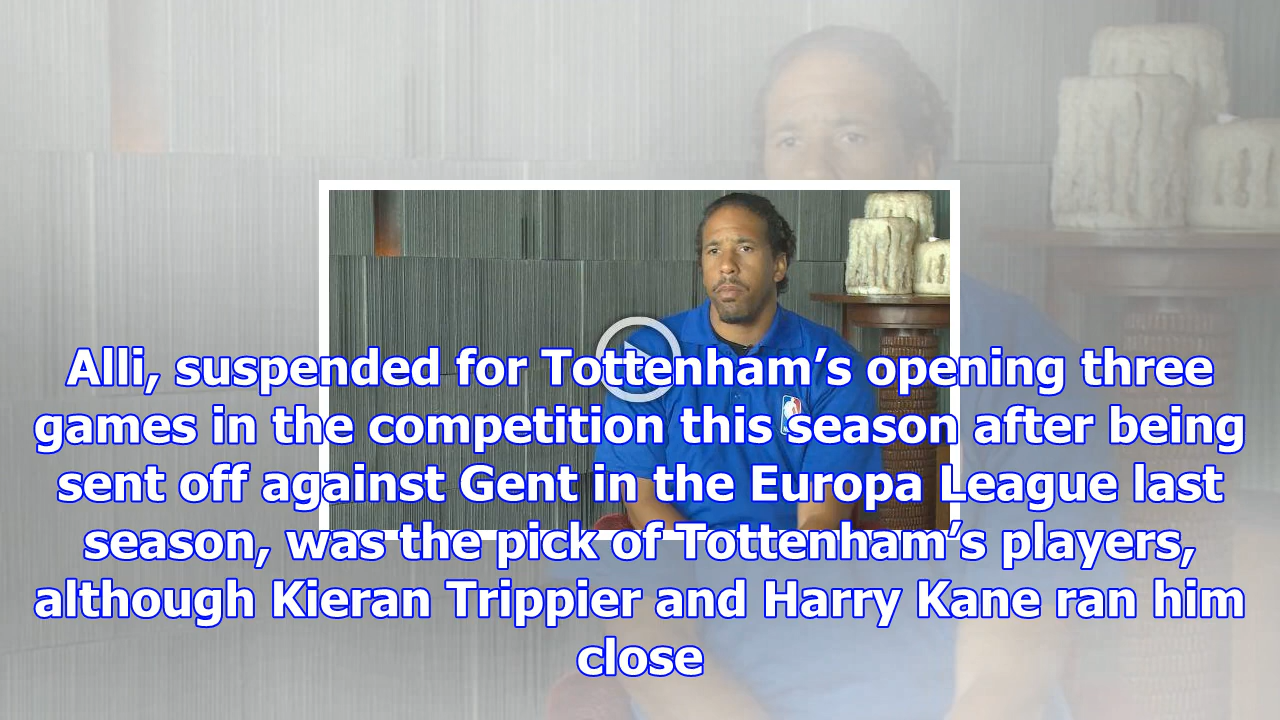 Alli, suspended for Tottenham’s opening three
games in the competition this season after being
sent off against Gent in the Europa League last
season, was the pick of Tottenham’s players,
although Kieran Trippier and Harry Kane ran him
close